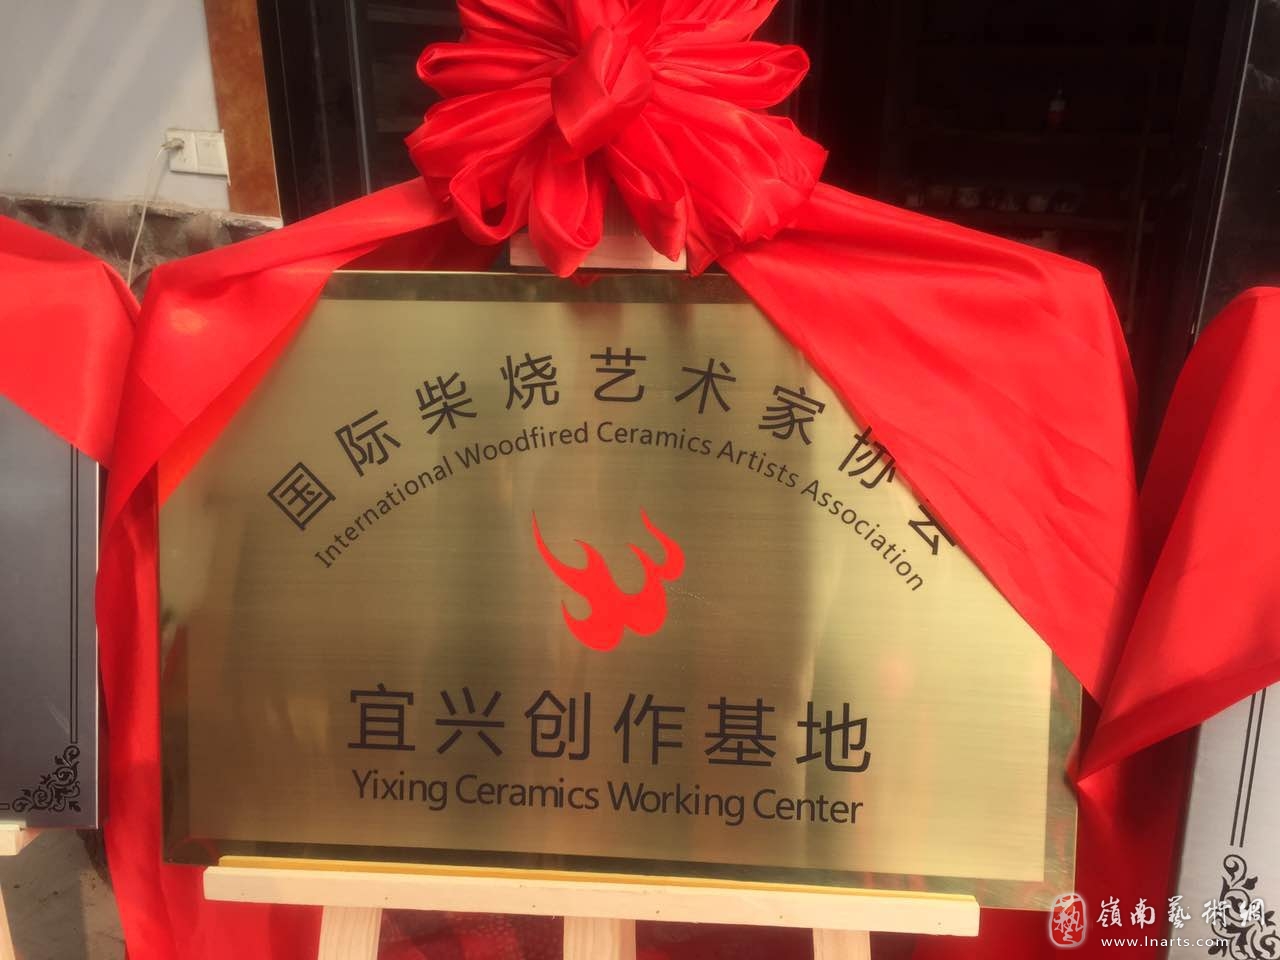 国际柴烧艺术家协会
International Woodfired Ceramics Artists Association
宜兴创作基地
Yixing Ceramics Working Center
藝 嶺南藝術網
www.lnarts.com